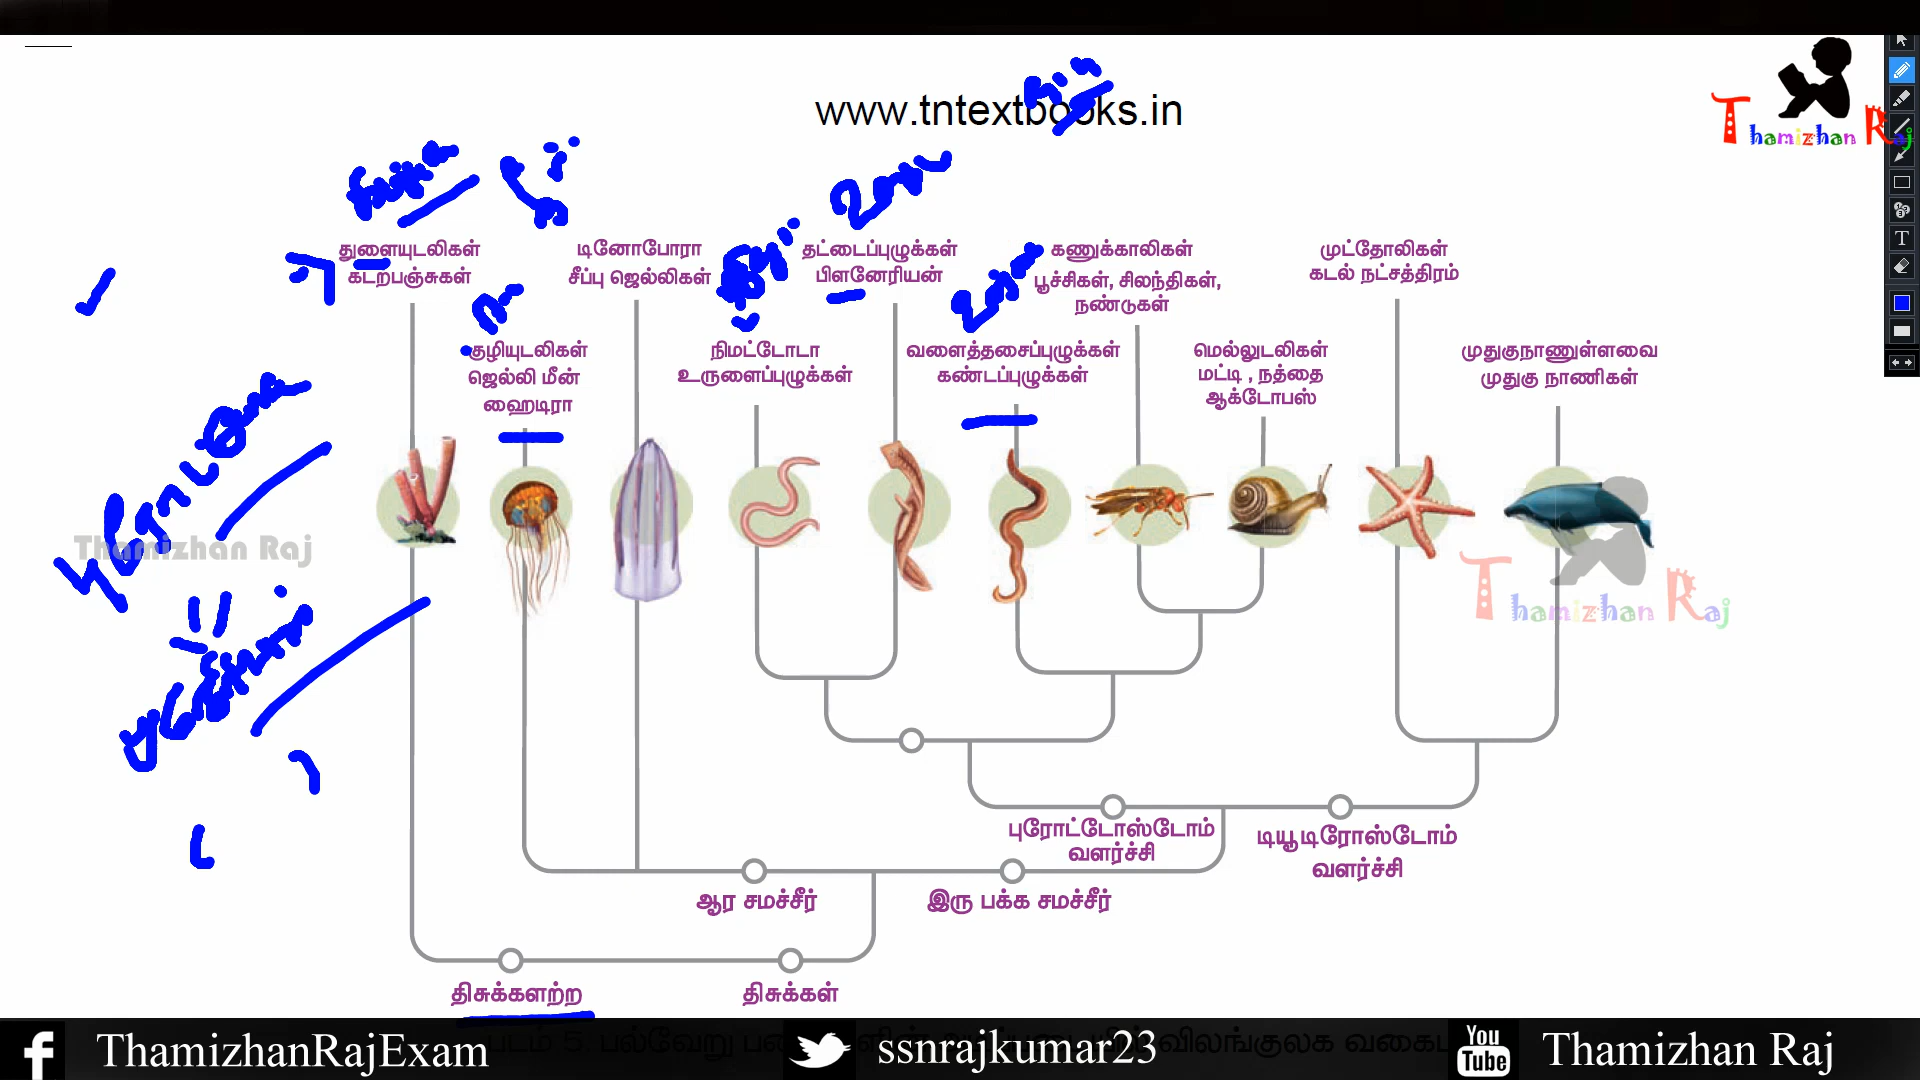 www.tntextbooks.in
Thamizhan Raj
துளையுடலிகள்
கடற்பஞ்சுகள்
டினோபோரா
சீப்பு ஜெல்லிகள்
தட்டைப்புழுக்கள்
பிளனேரியன்
கணுக்காலிகள்
பூச்சிகள், சிலந்திகள்,
நண்டுகள்
முட்தோலிகள்
கடல் நட்சத்திரம்
குழியுடலிகள்
ஜெல்லி மீன்
ஹைடிரா
நிமட்டோடா
உருளைப்புழுக்கள்
வளைத்தசைப்புழுக்கள்
கண்டப்புழுக்கள்
மெல்லுடலிகள்
மட்டி , நத்தை
ஆக்டோபஸ்
முதுகுநாணுள்ளவை
முதுகு நாணிகள்
Thamizhan Raj
Thamizhan Raj
புரோட்டோஸ்டோம்
வளர்ச்சி
டியூடிரோஸ்டோம்
வளர்ச்சி
ஆர சமச்சீர்
இரு பக்க சமச்சீர்
திசுக்களற்ற
திசுக்கள்
ThamizhanRajExam
ssnrajkumar23
You Tube
Thamizhan Raj